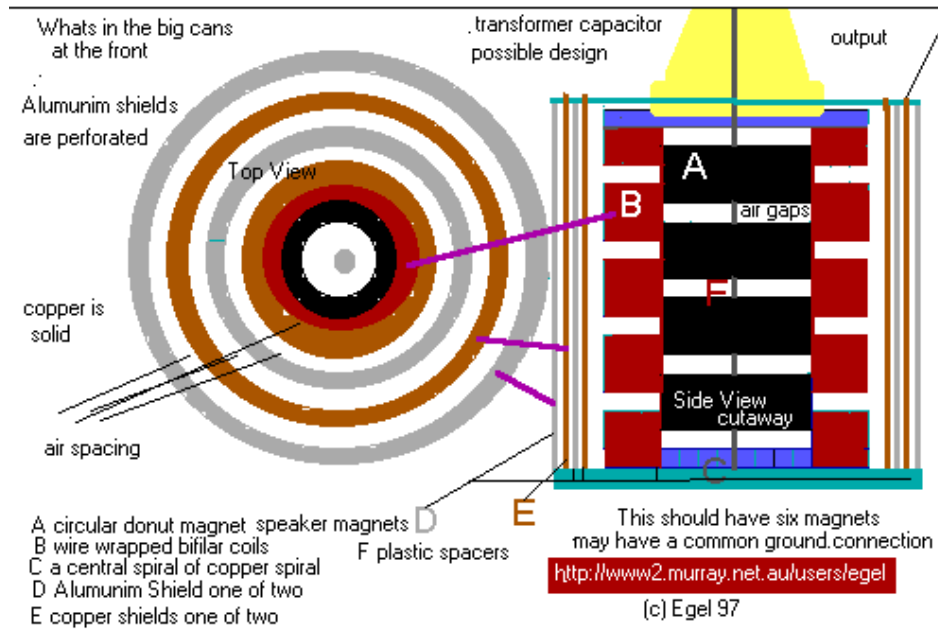 Whats in the big cans
at the front
.
Alumunim shields
are perforated
Top View
copper is
solid
air spacing
.transformer capacitor
possible design
output
A
B
air gaps
F
Side View
cutaway
C
D
E
A circular donut magnet speaker magnets
B wire wrapped bifilar coils
C a central spiral of copper spiral
D Alumunim Shield one of two
E copper shields one of two
F plastic spacers
This should have six magnets
may have a common ground.connection
http://www2.murray.net.au/users/egel
(c) Egel 97